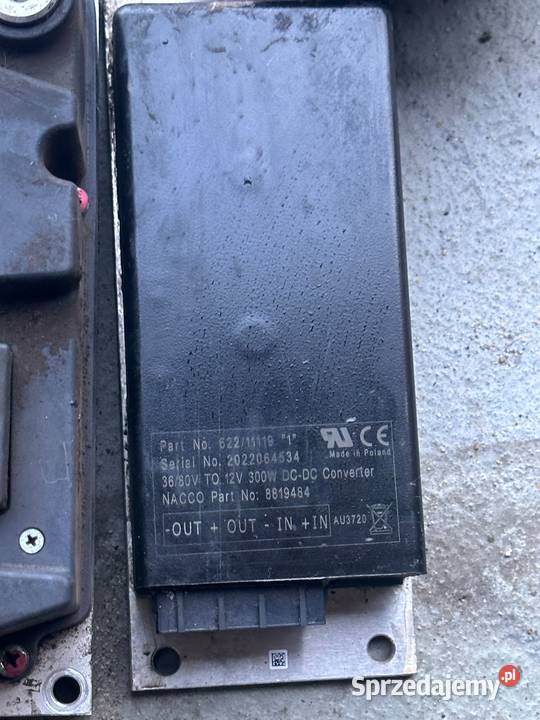 Part No. 622/11119 "1"
Serial No. 2022064534
36/80V TO 12V 300W DC-DC Converter
NACCO Part No: 8819484
Made in Poland
-OUT + OUT - IN +IN
AU3720
Sprzedajemy.pl